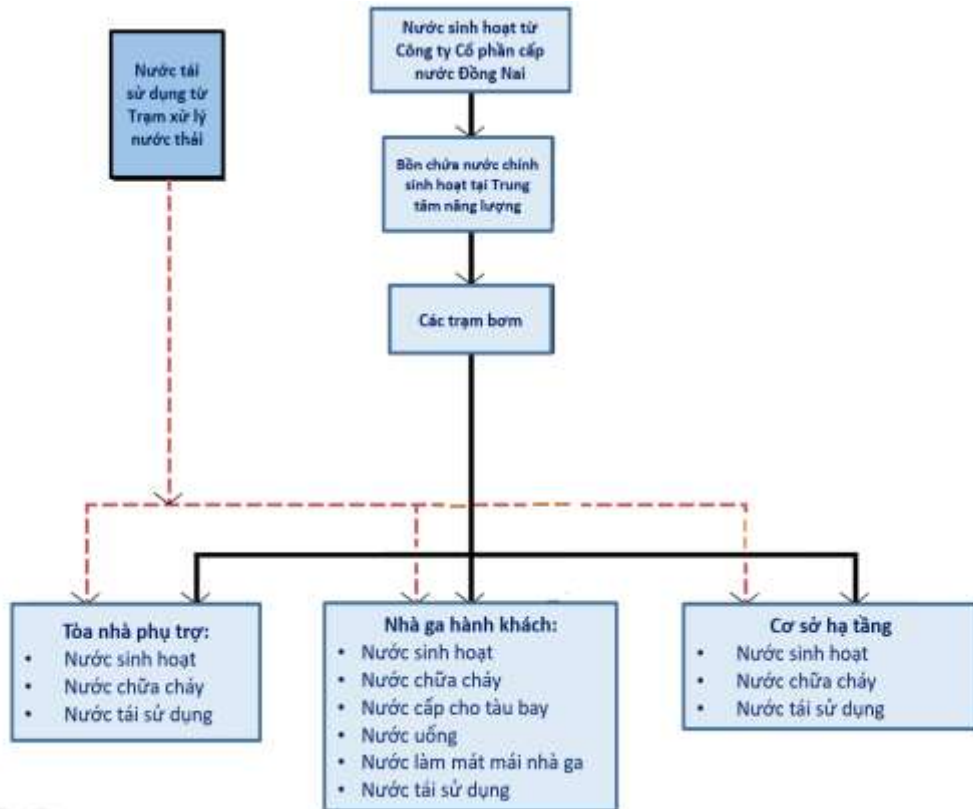 Nước tái
sử dụng từ
Trạm xử lý
nước thải
Nước sinh hoạt từ
Công ty Cổ phần cấp
nước Đồng Nai
Bồn chứa nước chính
sinh hoạt tại Trung
tâm năng lượng
Các trạm bơm
Tòa nhà phụ trợ:
• Nước sinh hoạt
• Nước chữa cháy
• Nước tái sử dụng
Nhà ga hành khách:
• Nước sinh hoạt
• Nước chữa cháy
• Nước cấp cho tàu bay
• Nước uống
• Nước làm mát mái nhà ga
• Nước tái sử dụng
Cơ sở hạ tầng
• Nước sinh hoạt
• Nước chữa cháy
• Nước tái sử dụng